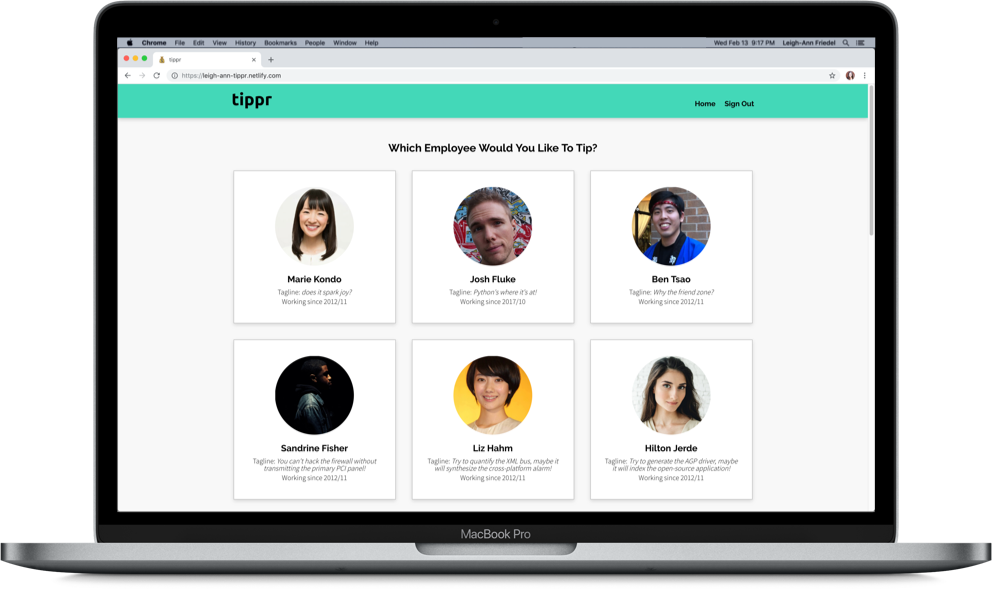 Chrome File Edit View History Bookmarks People Window Help Wed Feb 13 9:17 PM Leigh-Ann Friedel
tippr
https://leigh-ann-tippr.netlify.com
tippr Home Sign Out
Which Employee Would You Like To Tip?
Marie Kondo
Tagline: does it spark joy?
Working since 2012/11
Josh Fluke
Tagline: Python's where it's at!
Working since 2017/10
Ben Tsao
Tagline: Why the friend zone?
Working since 2012/11
Sandrine Fisher
Tagline: You can't hack the firewall without
transmitting the primary PCI panel!
Working since 2012/11
Liz Hahm
Tagline: Try to quantify the XML bus, maybe it
will synthesize the cross-platform alarm!
Working since 2012/11
Hilton Jerde
Tagline: Try to generate the AGP driver, maybe
it will index the open-source application!
Working since 2012/11
MacBook Pro